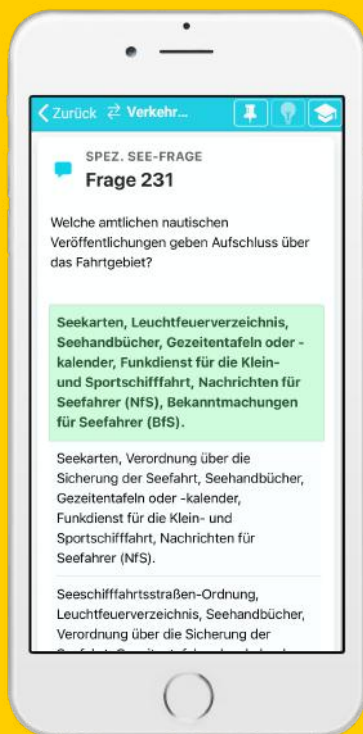 Zurück Verkehr...
SPEZ. SEE-FRAGE
Frage 231
Welche amtlichen nautischen
Veröffentlichungen geben Aufschluss über
das Fahrtgebiet?
Seekarten, Leuchtfeuerverzeichnis,
Seehandbücher, Gezeitentafeln oder -
kalender, Funkdienst für die Klein-
und Sportschifffahrt, Nachrichten für
Seefahrer (NfS), Bekanntmachungen
für Seefahrer (BfS).
Seekarten, Verordnung über die
Sicherung der Seefahrt, Seehandbücher,
Gezeitentafeln oder -kalender,
Funkdienst für die Klein- und
Sportschifffahrt, Nachrichten für
Seefahrer (NfS).
Seeschifffahrtsstraßen-Ordnung,
Leuchtfeuerverzeichnis, Seehandbücher,
Verordnung über die Sicherung der